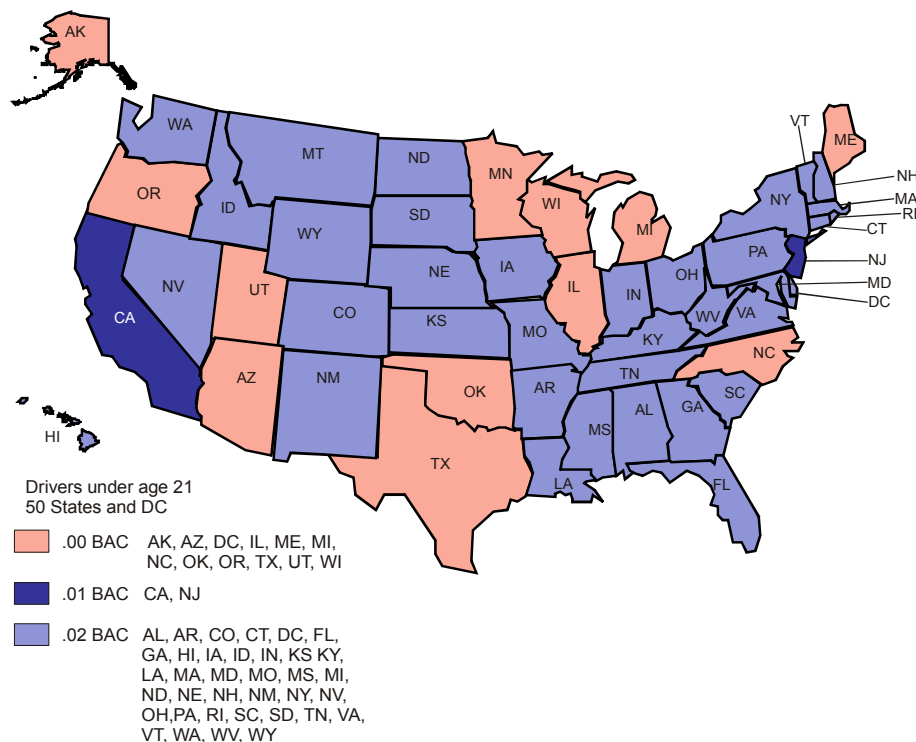 AK
WA
MT
ND
MN
VT
ME
OR
ID
SD
WI
MI
NY
NH
MA
RI
CT
WY
NE
IA
PA
NJ
NV
UT
CO
IL
IN
OH
MD
DC
CA
KS
MO
WV
VA
KY
AZ
NM
OK
AR
TN
NC
SC
HI
TX
MS
AL
GA
LA
FL
Drivers under age 21
50 States and DC
.00 BAC AK, AZ, DC, IL, ME, MI,
NC, OK, OR, TX, UT, WI
.01 BAC CA, NJ
.02 BAC AL, AR, CO, CT, DC, FL,
GA, HI, IA, ID, IN, KS KY,
LA, MA, MD, MO, MS, MI,
ND, NE, NH, NM, NY, NV,
OH,PA, RI, SC, SD, TN, VA,
VT, WA, WV, WY